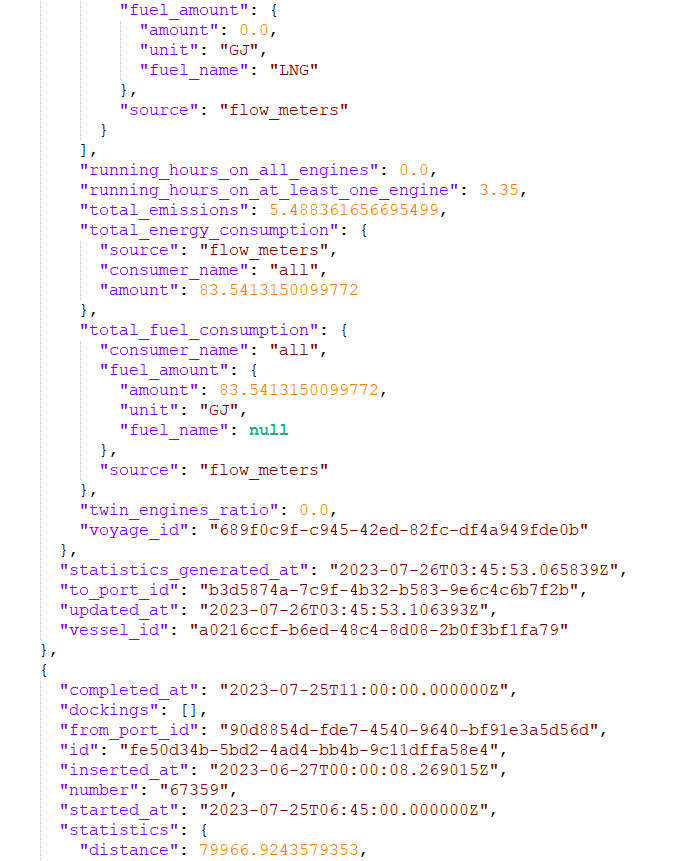 "fuel_amount": {
"amount": 0.0,
"unit": "GJ",
"fuel_name": "LNG"
},
"source": "flow_meters"
}
],
"running_hours_on_all_engines": 0.0,
"running_hours_on_at_least_one_engine": 3.35,
"total_emissions": 5.488361656695499,
"total_energy_consumption": {
"source": "flow_meters",
"consumer_name": "all",
"amount": 83.5413150099772
},
"total_fuel_consumption": {
"consumer_name": "all",
"fuel_amount": {
"amount": 83.5413150099772,
"unit": "GJ",
"fuel_name": null
},
"source": "flow_meters"
},
"twin_engines_ratio": 0.0,
"voyage_id": "689f0c9f-c945-42ed-82fc-df4a949fde0b"
},
"statistics_generated_at": "2023-07-26T03:45:53.065839Z",
"to_port_id": "b3d5874a-7c9f-4b32-b583-9e6c4c6b7f2b",
"updated_at": "2023-07-26T03:45:53.106393Z",
"vessel_id": "a0216ccf-b6ed-48c4-8d08-2b0f3bf1fa79"
},
{
"completed_at": "2023-07-25T11:00:00.000000Z",
"dockings": [],
"from_port_id": "90d8854d-fde7-4540-9640-bf91e3a5d56d",
"id": "fe50d34b-5bd2-4ad4-bb4b-9c11dffa58e4",
"inserted_at": "2023-06-27T00:00:08.269015Z",
"number": "67359",
"started_at": "2023-07-25T06:45:00.000000Z",
"statistics": {
"distance": 79966.9243579353,